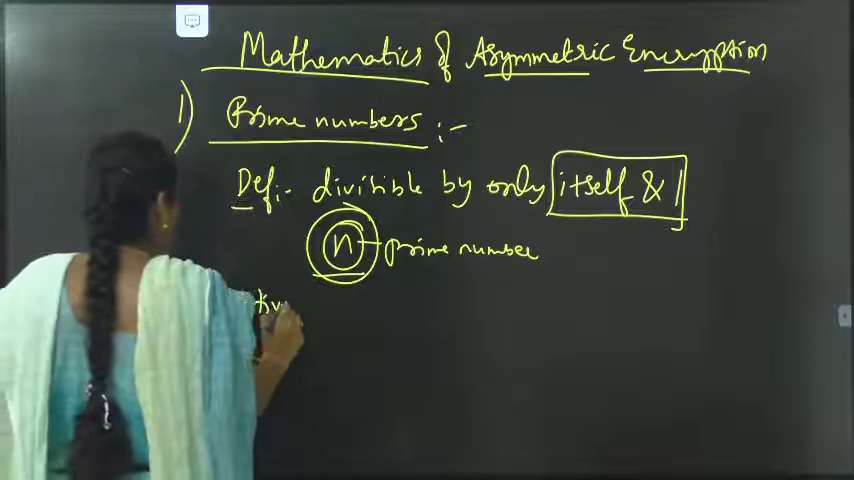 Mathematics of Asymmetric Encryption
1) Prime numbers :-
Def:- divisible by only itself & 1
n - prime number